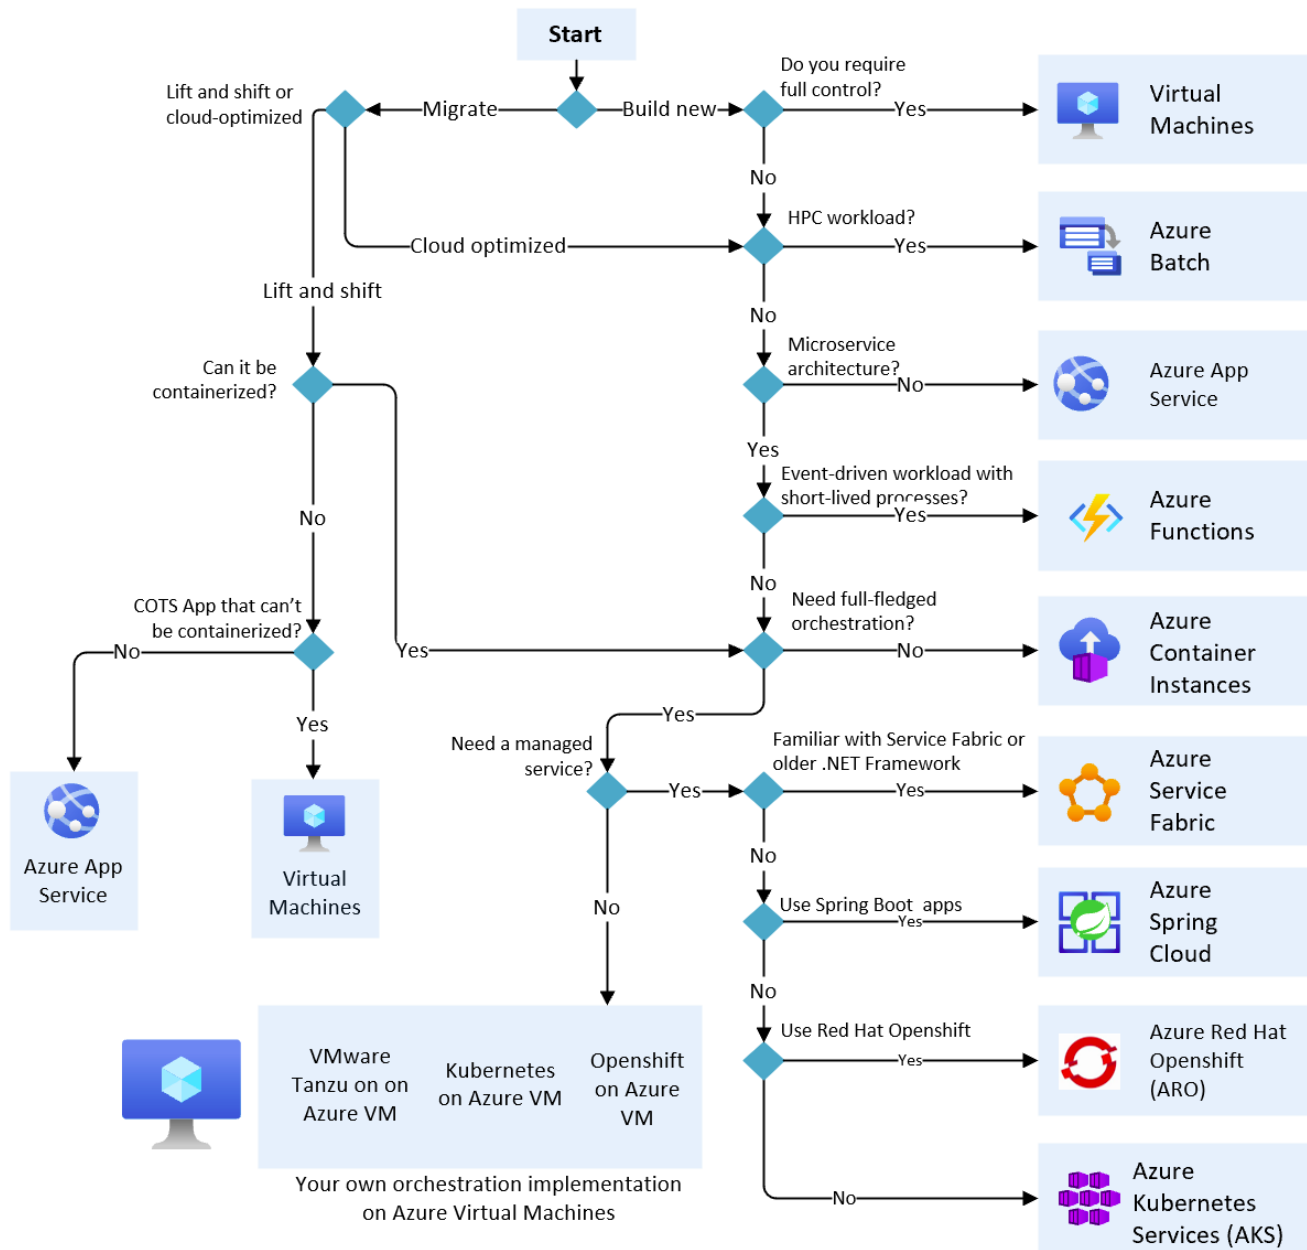 Start
Lift and shift or
cloud-optimized
Migrate
Build new
Do you require
full control?
Yes
Virtual
Machines
No
HPC workload?
Cloud optimized
Yes
Azure
Batch
Lift and shift
No
Microservice
architecture?
No
Azure App
Service
Can it be
containerized?
Yes
Event-driven workload with
short-lived processes?
Yes
Azure
Functions
No
No
Need full-fledged
orchestration?
No
Azure
Container
Instances
COTS App that can't
be containerized?
No
Yes
Yes
Yes
Need a managed
service?
Yes
Familiar with Service Fabric or
older .NET Framework
Yes
Azure
Service
Fabric
Azure App
Service
Virtual
Machines
No
No
Use Spring Boot apps
Yes
Azure
Spring
Cloud
No
Use Red Hat Openshift
Yes
Azure Red Hat
Openshift
(ARO)
VMware
Tanzu on on
Azure VM
Kubernetes
on Azure VM
Openshift
on Azure
VM
Your own orchestration implementation
on Azure Virtual Machines
No
Azure
Kubernetes
Services (AKS)